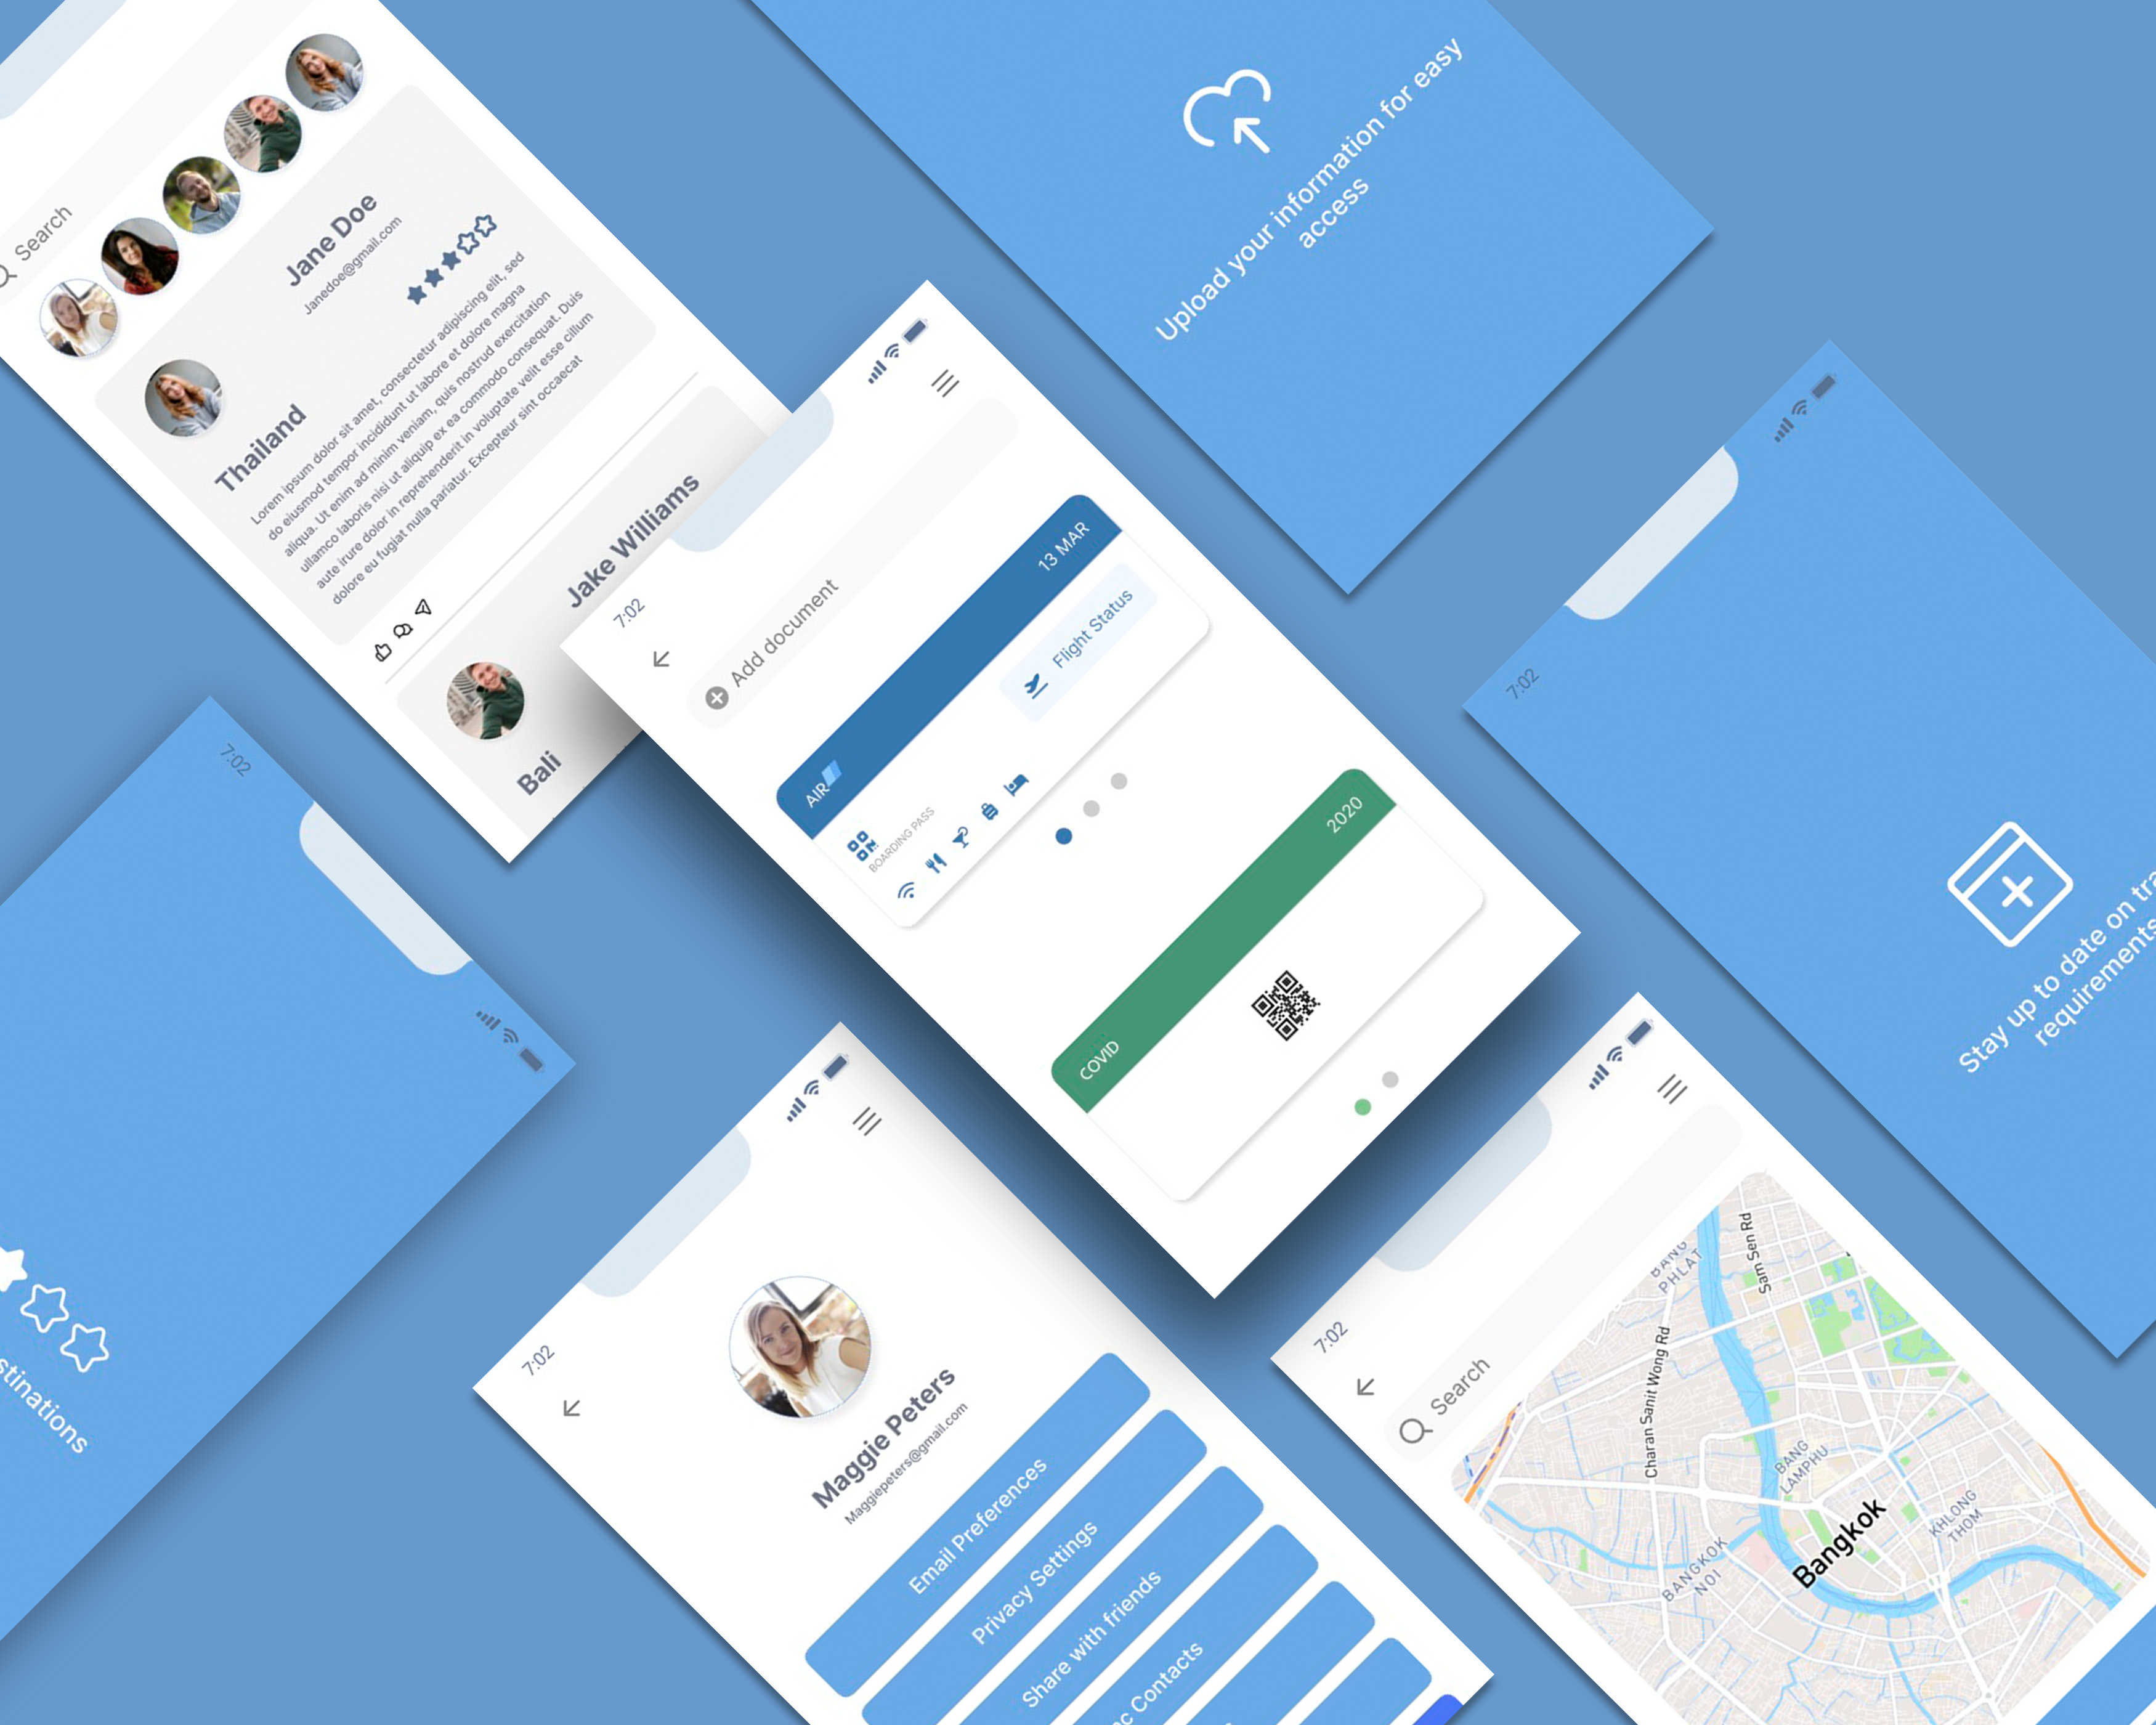 Search
Jane Doe
Janedoe@gmail.com
Thailand
Lorem ipsum dolor sit amet, consectetur adipiscing elit, sed
do eiusmod tempor incididunt ut labore et dolore magna
aliqua. Ut enim ad minim veniam, quis nostrud exercitation
ullamco laboris nisi ut aliquip ex ea commodo consequat. Duis
aute irure dolor in reprehenderit in voluptate velit esse cillum
dolore eu fugiat nulla pariatur. Excepteur sint occaecat
Jake Williams
Bali
Upload your information for easy
access
7:02
Add document
AIR
13 MAR
BOARDING PASS
Flight Status
COVID
2020
7:02
Stay up to date on
requirements
7:02
7:02
Maggie Peters
Maggiepeters@gmail.com
Email Preferences
Privacy Settings
Share with friends
Contacts
7:02
Search
PHLAT
Sam Sen Rd
Charan Sanit Wong Rd
BANG
LAMPHU
Bangkok
KHLONG
THOM
BANGKOK
NOI